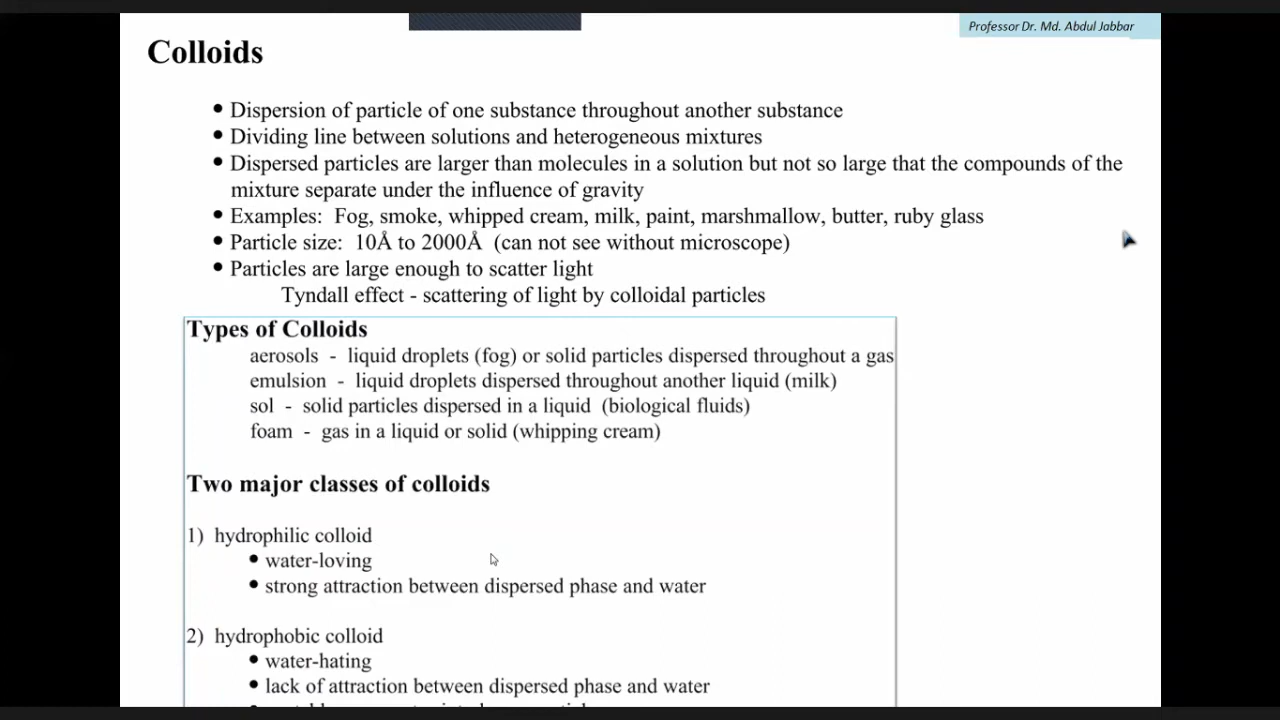 Professor Dr. Md. Abdul Jabbar
Colloids
• Dispersion of particle of one substance throughout another substance
• Dividing line between solutions and heterogeneous mixtures
• Dispersed particles are larger than molecules in a solution but not so large that the compounds of the
mixture separate under the influence of gravity
• Examples: Fog, smoke, whipped cream, milk, paint, marshmallow, butter, ruby glass
• Particle size: 10Å to 2000Å (can not see without microscope)
• Particles are large enough to scatter light
Tyndall effect - scattering of light by colloidal particles
Types of Colloids
aerosols - liquid droplets (fog) or solid particles dispersed throughout a gas
emulsion - liquid droplets dispersed throughout another liquid (milk)
sol - solid particles dispersed in a liquid (biological fluids)
foam - gas in a liquid or solid (whipping cream)
Two major classes of colloids
1) hydrophilic colloid
• water-loving
• strong attraction between dispersed phase and water
2) hydrophobic colloid
• water-hating
• lack of attraction between dispersed phase and water